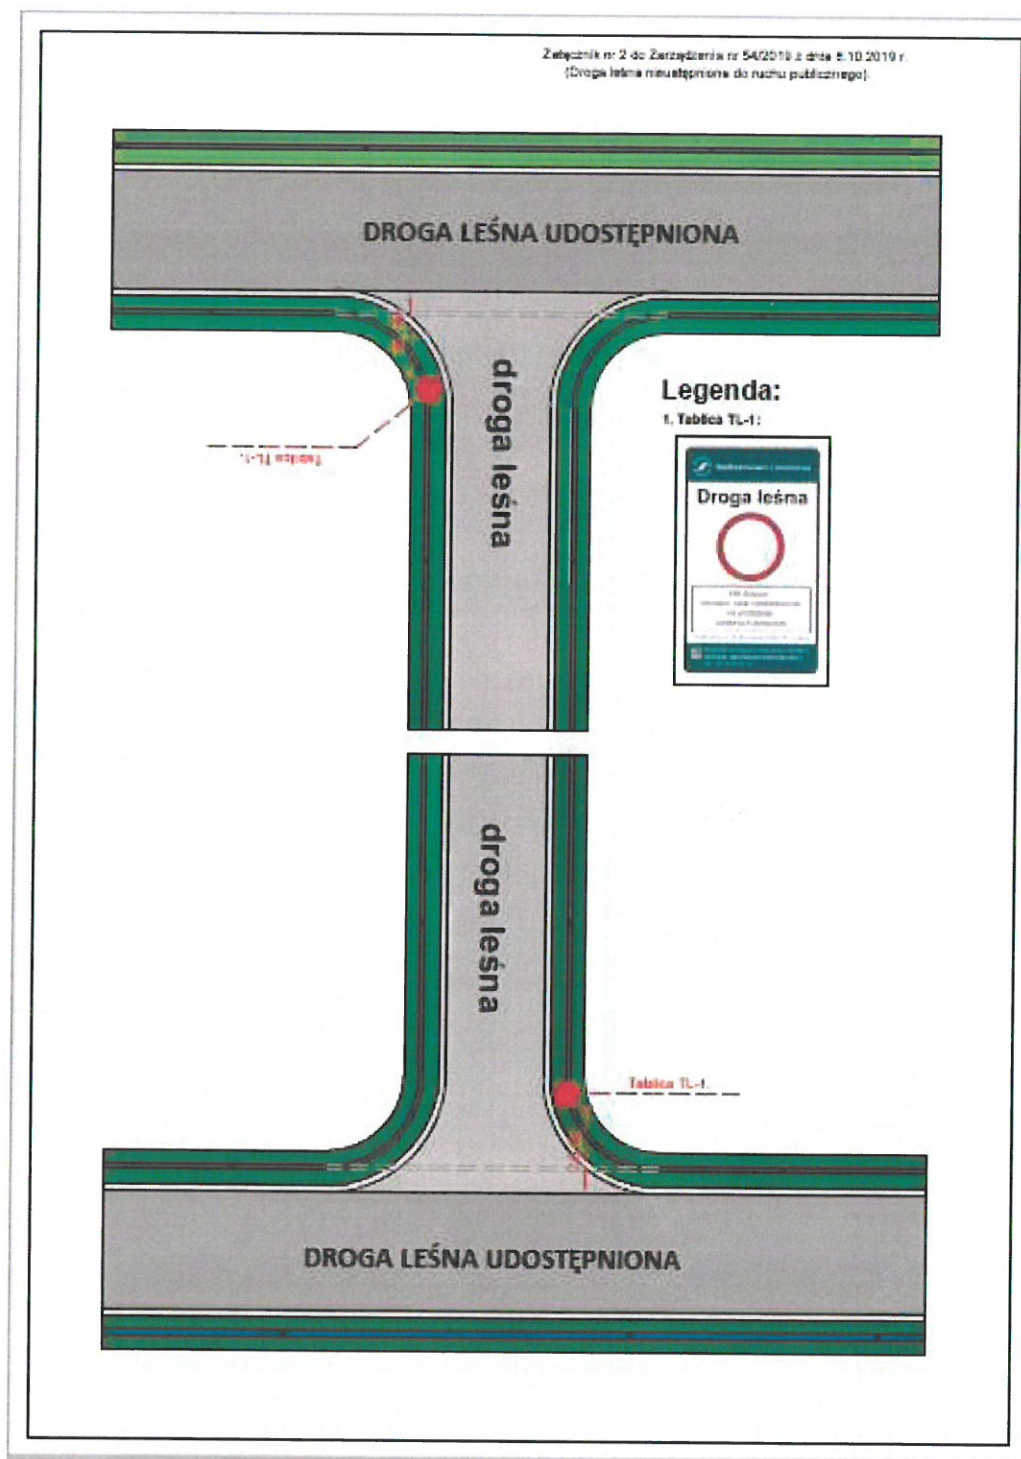 Załącznik nr 2 do Zarządzenia nr 54/2019 z dnia 8.10.2019 r.
(Droga leśna nieustępniona do ruchu publicznego)
DROGA LEŚNA UDOSTĘPNIONA
droga leśna
Tablica TL-1.
Legenda:
1. Tablica TL-1:
Droga leśna
droga leśna
Tablica TL-1.
DROGA LEŚNA UDOSTĘPNIONA